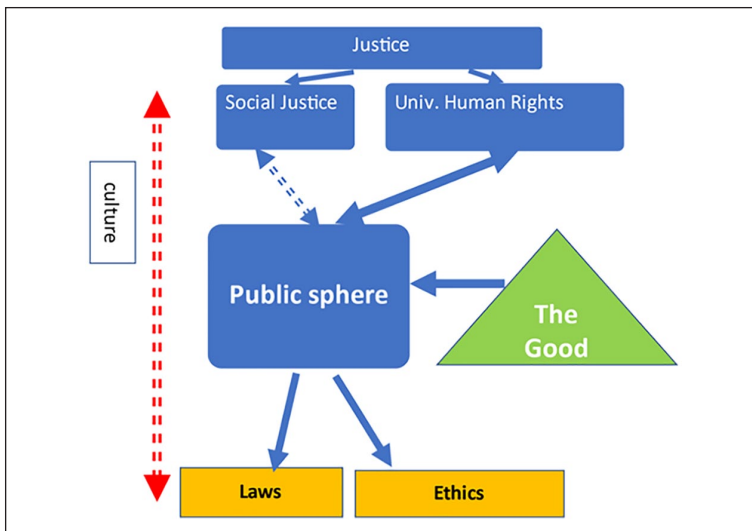 Justice
Social Justice
Univ. Human Rights
culture
Public sphere
The
Good
Laws
Ethics